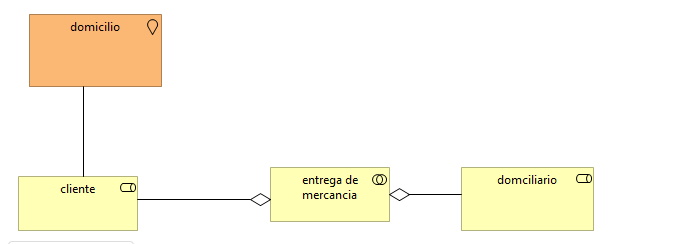 domicilio
cliente
entrega de
mercancia
domciliario